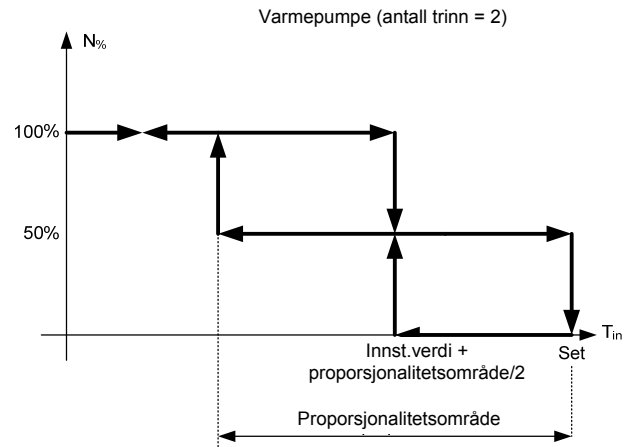 Varmepumpe (antall trinn = 2)
N%
100%
50%
Tin
Innst.verdi +
proporsjonalitetsområde/2
Set
Proporsjonalitetsområde